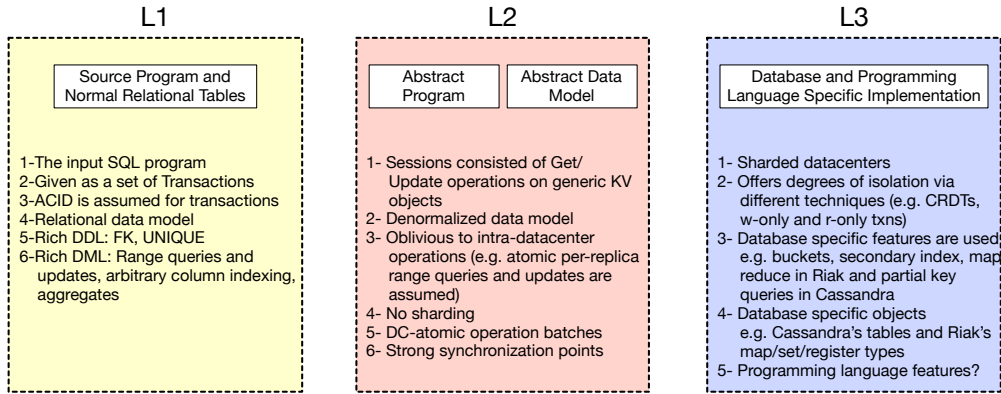 L1
Source Program and
Normal Relational Tables
1-The input SQL program
2-Given as a set of Transactions
3-ACID is assumed for transactions
4-Relational data model
5-Rich DDL: FK, UNIQUE
6-Rich DML: Range queries and
updates, arbitrary column indexing,
aggregates
L2
Abstract
Program
Abstract Data
Model
1- Sessions consisted of Get/
Update operations on generic KV
objects
2- Denormalized data model
3- Oblivious to intra-datacenter
operations (e.g. atomic per-replica
range queries and updates are
assumed)
4- No sharding
5- DC-atomic operation batches
6- Strong synchronization points
L3
Database and Programming
Language Specific Implementation
1- Sharded datacenters
2- Offers degrees of isolation via
different techniques (e.g. CRDTs,
w-only and r-only txns)
3- Database specific features are used
e.g. buckets, secondary index, map
reduce in Riak and partial key
queries in Cassandra
4- Database specific objects
e.g. Cassandra's tables and Riak's
map/set/register types
5- Programming language features?